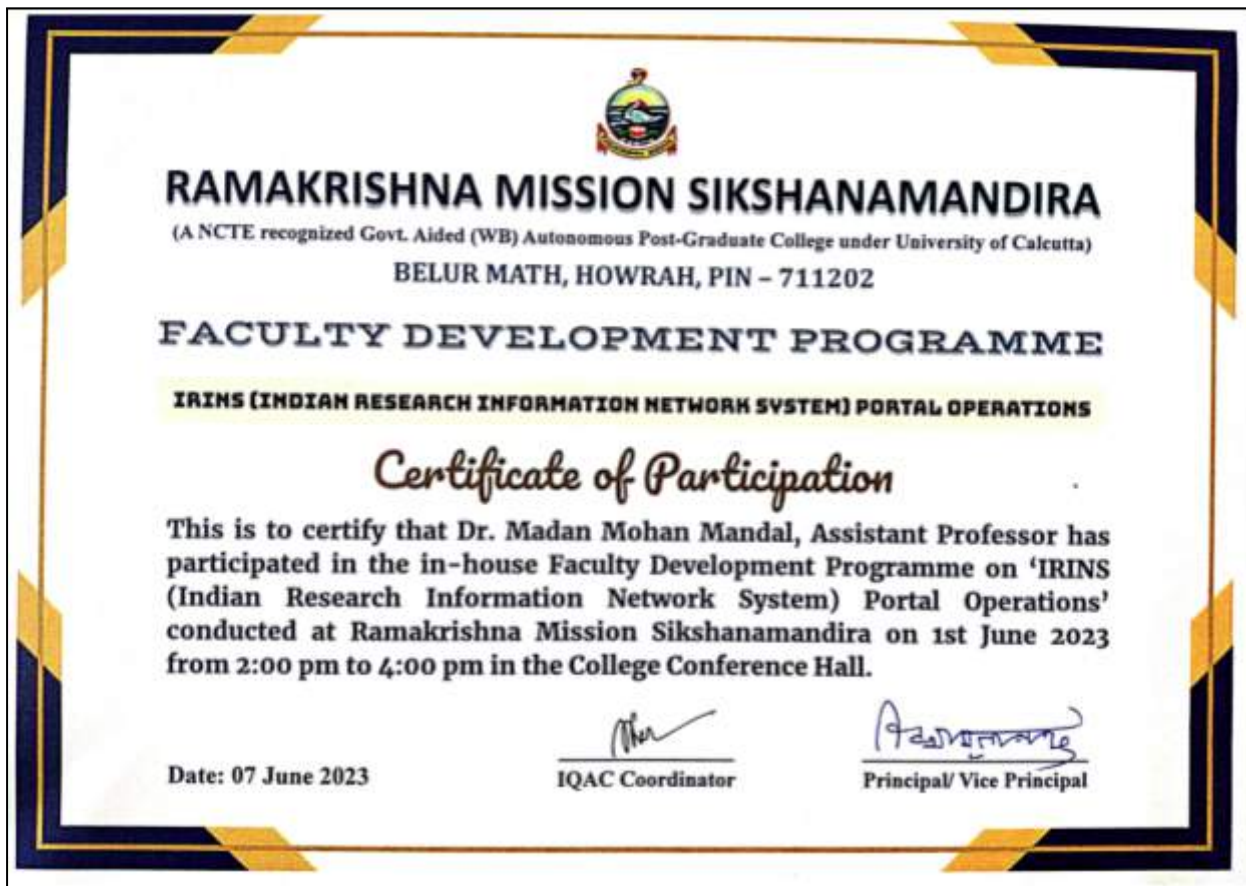 RAMAKRISHNA MISSION SIKSHANAMANDIRA
(A NCTE recognized Govt. Aided (WB) Autonomous Post-Graduate College under University of Calcutta)
BELUR MATH, HOWRAH, PIN – 711202
FACULTY DEVELOPMENT PROGRAMME
IRINS (INDIAN RESEARCH INFORMATION NETWORK SYSTEM) PORTAL OPERATIONS
Certificate of Participation
This is to certify that Dr. Madan Mohan Mandal, Assistant Professor has
participated in the in-house Faculty Development Programme on ‘IRINS
(Indian Research Information Network System) Portal Operations’
conducted at Ramakrishna Mission Sikshanamandira on 1st June 2023
from 2:00 pm to 4:00 pm in the College Conference Hall.
Date: 07 June 2023
IQAC Coordinator
Principal/ Vice Principal